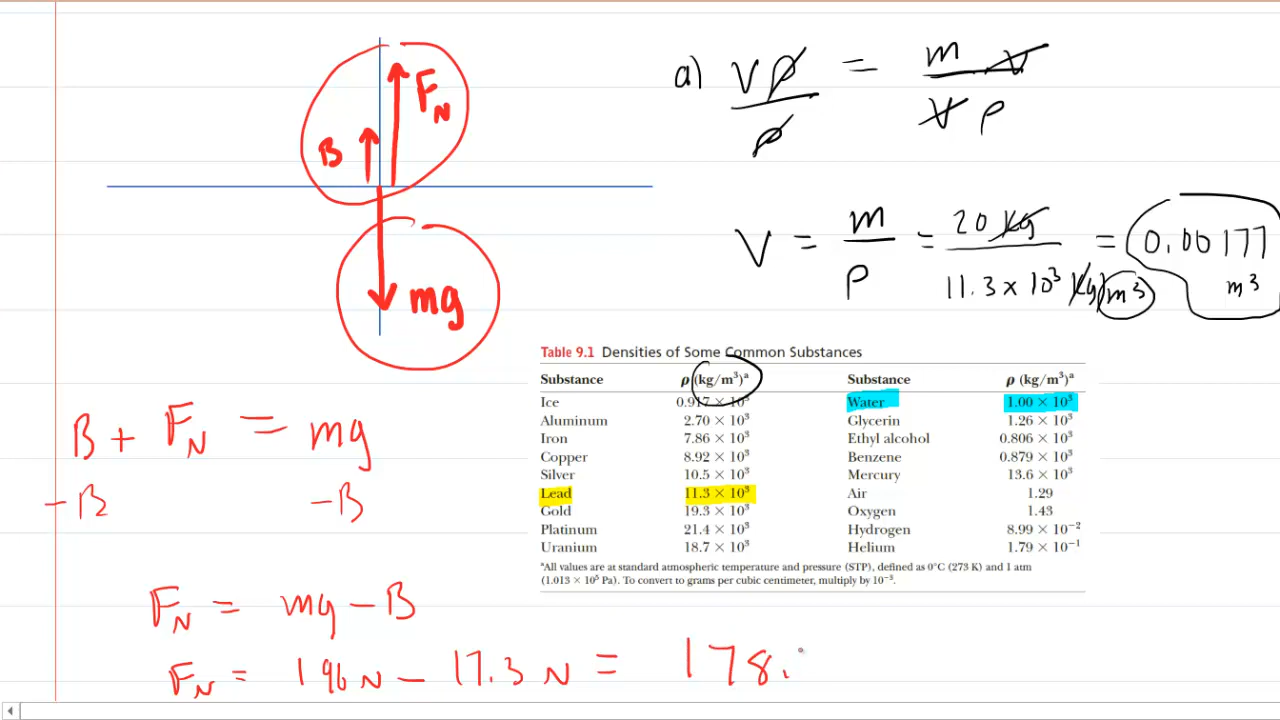 F_N
B
mg
a) Vρ/ρ = m V/V ρ
V = m/ρ = 20 kg/11.3 x 10³ kg/m³ = 0.00177 m³
B + F_N = mg
-B -B
F_N = mg - B
F_N = 196 N - 17.3 N = 178.
Table 9.1 Densities of Some Common Substances
Substance ρ (kg/m³)ᵃ Substance ρ (kg/m³)ᵃ
Ice 0.917 × 10³ Water 1.00 × 10³
Aluminum 2.70 × 10³ Glycerin 1.26 × 10³
Iron 7.86 × 10³ Ethyl alcohol 0.806 × 10³
Copper 8.92 × 10³ Benzene 0.879 × 10³
Silver 10.5 × 10³ Mercury 13.6 × 10³
Lead 11.3 × 10³ Air 1.29
Gold 19.3 × 10³ Oxygen 1.43
Platinum 21.4 × 10³ Hydrogen 8.99 × 10⁻²
Uranium 18.7 × 10³ Helium 1.79 × 10⁻¹
ᵃAll values are at standard atmospheric temperature and pressure (STP), defined as 0°C (273 K) and 1 atm
(1.013 × 10⁵ Pa). To convert to grams per cubic centimeter, multiply by 10⁻³.